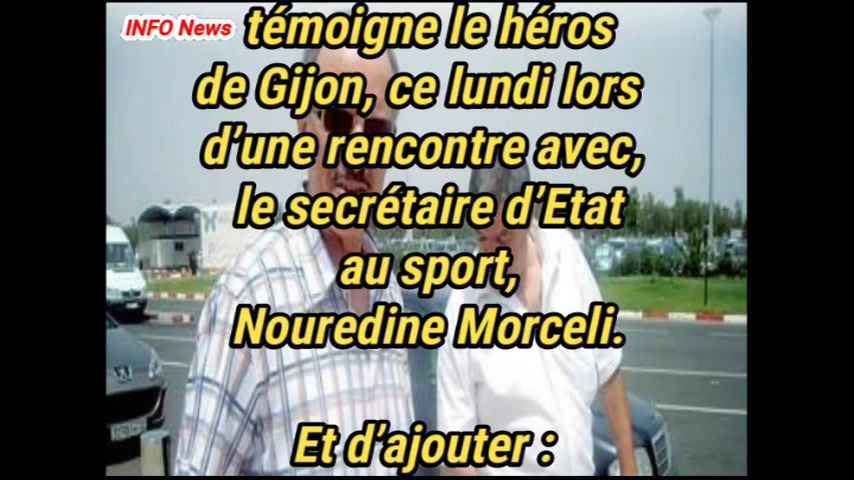 INFO News
témoigne le héros
de Gijon, ce lundi lors
d’une rencontre avec,
le secrétaire d’Etat
au sport,
Nouredine Morceli.
Et d’ajouter :